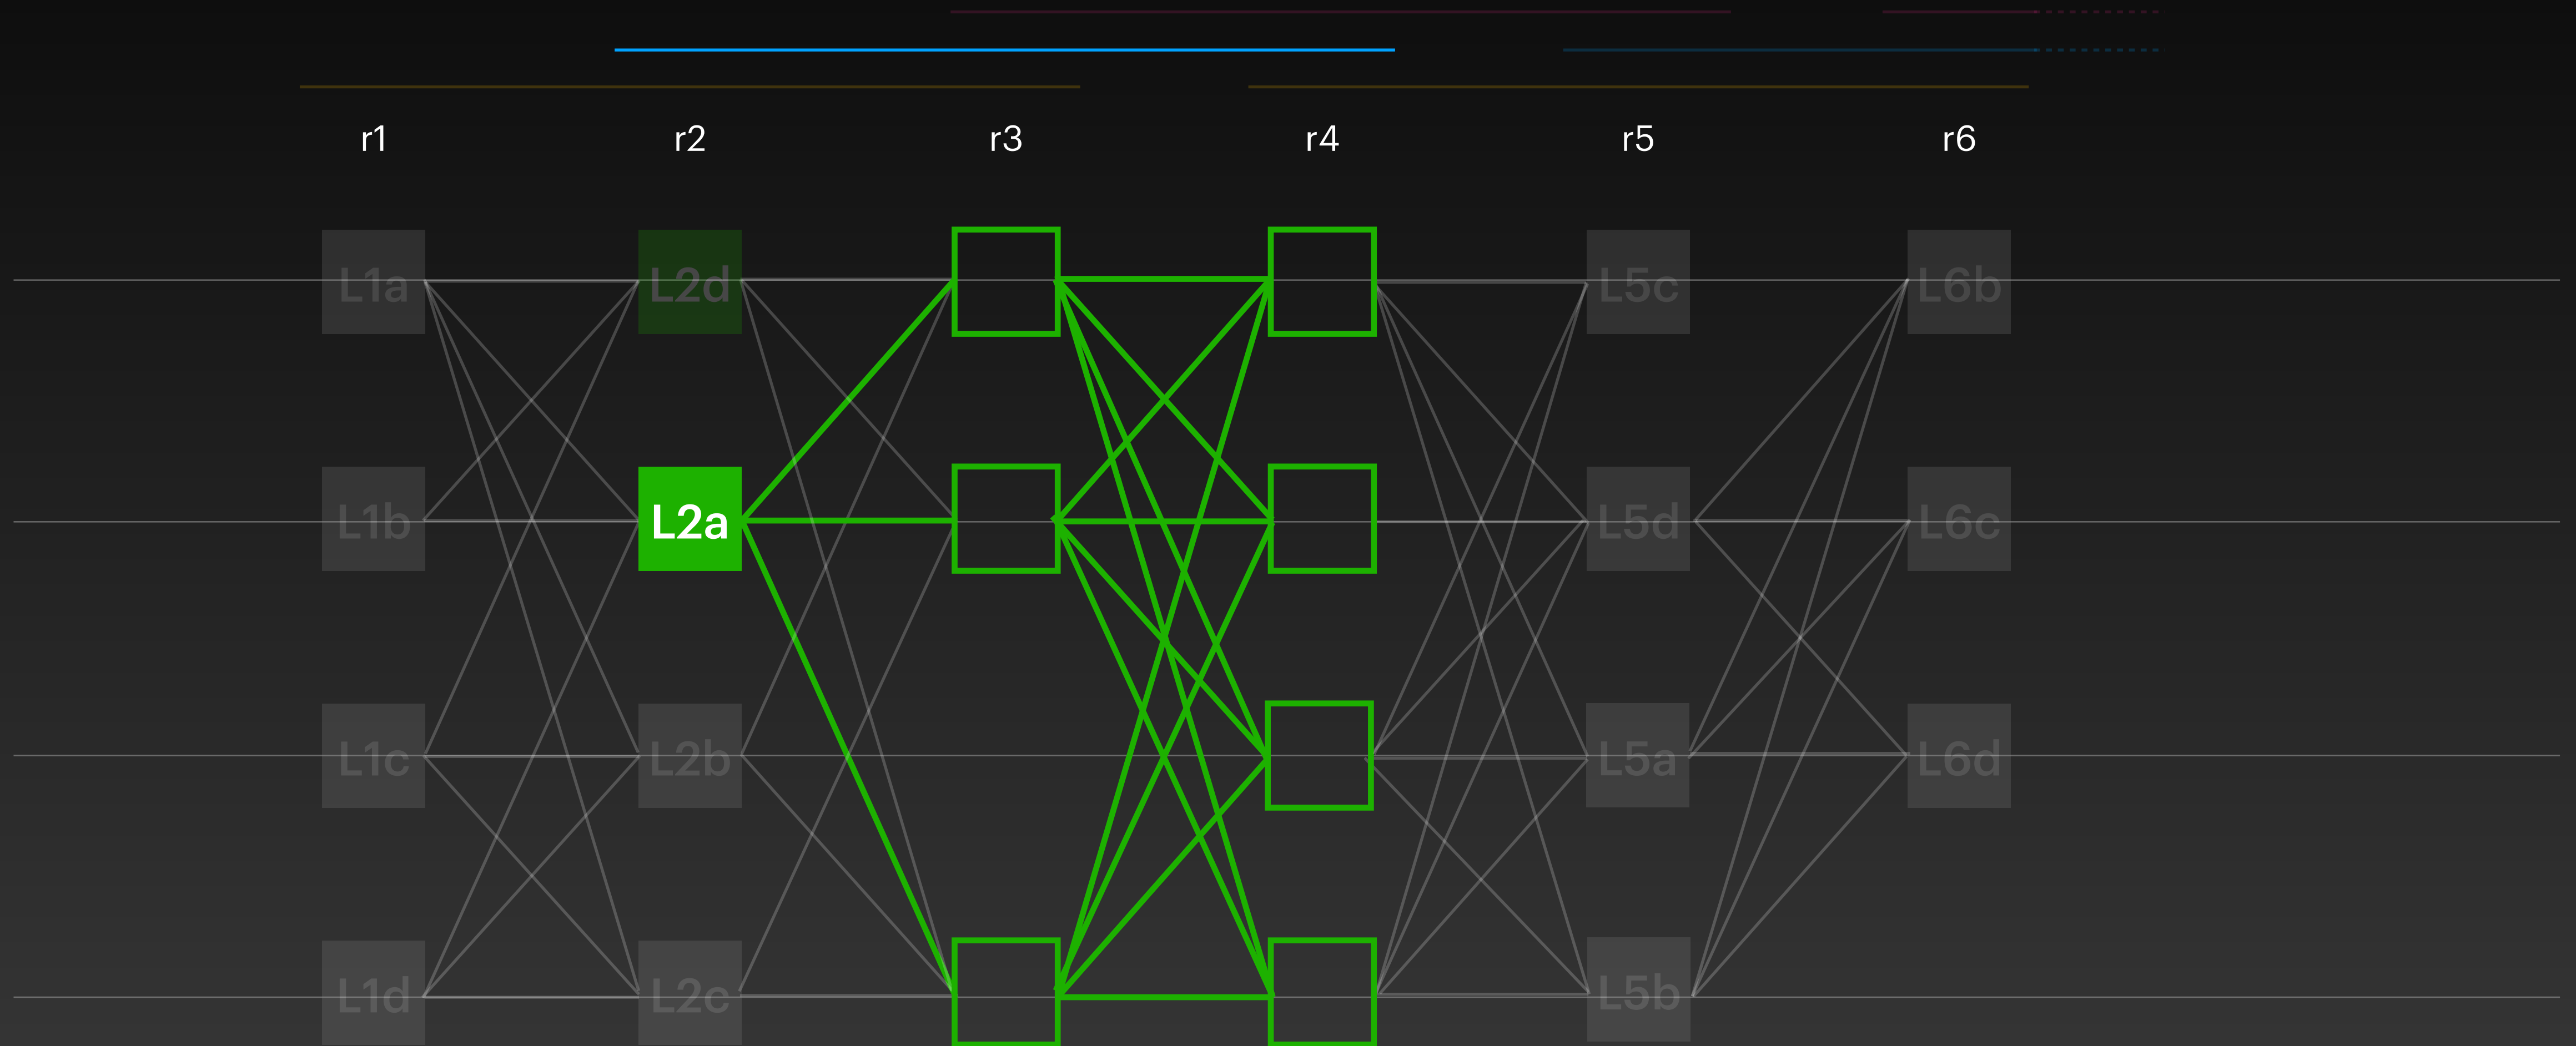 r1 r2 r3 r4 r5 r6
L1a L2d L5c L6b
L1b L2a L5d L6c
L1c L2b L5a L6d
L1d L2c L5b